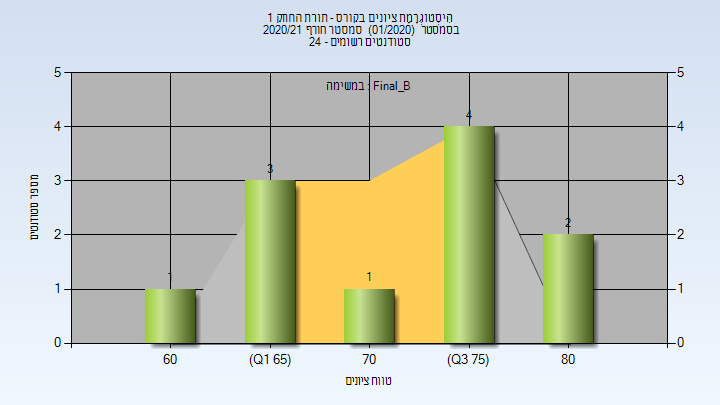 היסטוגרמת ציונים בקורס - תורת החוזק 1
בסמסטר (01/2020) סמסטר חורף 2020/21
סטודנטים רשומים - 24
במשימה : Final_B
5 5
4 4
3 3
2 2
1 1
0 0
1 3 1 4 2
מספר סטודנטים
60 (Q1 65) 70 (Q3 75) 80
טווח ציונים